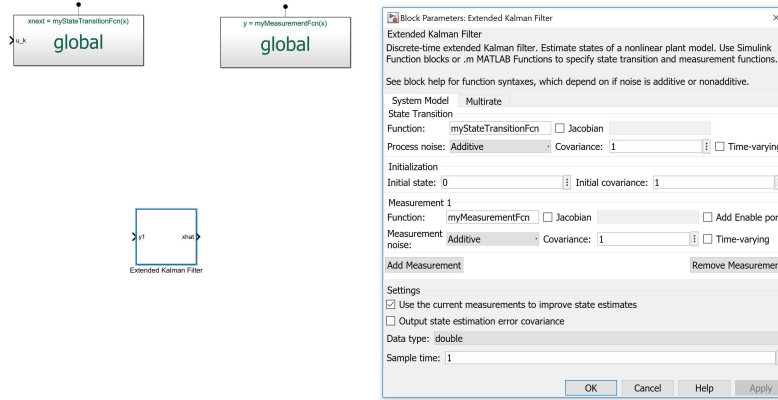 xnext = myStateTransitionFcn(x)
u_k
global
y = myMeasurementFcn(x)
global
y1
xhat
Extended Kalman Filter
Block Parameters: Extended Kalman Filter
Extended Kalman Filter
Discrete-time extended Kalman filter. Estimate states of a nonlinear plant model. Use Simulink
Function blocks or .m MATLAB Functions to specify state transition and measurement functions.
See block help for function syntaxes, which depend on if noise is additive or nonadditive.
System Model Multirate
State Transition
Function: myStateTransitionFcn Jacobian
Process noise: Additive Covariance: 1 Time-varying
Initialization
Initial state: 0 Initial covariance: 1
Measurement 1
Function: myMeasurementFcn Jacobian Add Enable por
Measurement
noise: Additive Covariance: 1 Time-varying
Add Measurement Remove Measuremen
Settings
Use the current measurements to improve state estimates
Output state estimation error covariance
Data type: double
Sample time: 1
OK Cancel Help Apply